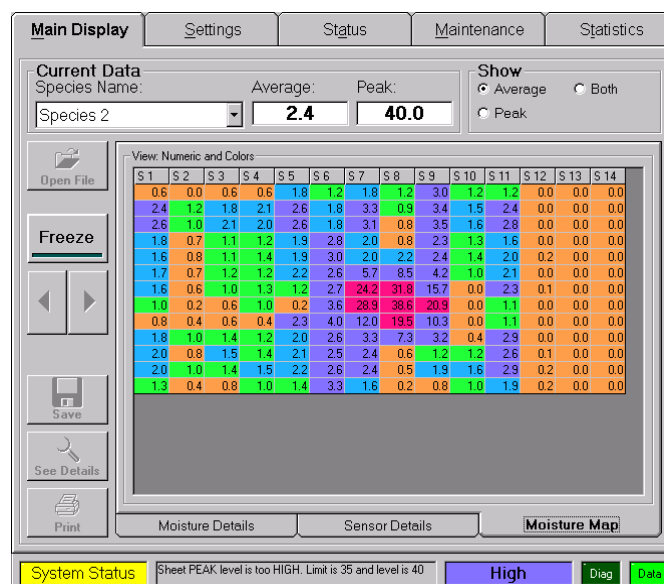 Main Display Settings Status Maintenance Statistics
Current Data
Species Name: Average: Peak:
Species 2 2.4 40.0
Show
Average Both
Peak
Open File
Freeze
Save
See Details
Print
View: Numeric and Colors
S 1 S 2 S 3 S 4 S 5 S 6 S 7 S 8 S 9 S 10 S 11 S 12 S 13 S 14
0.6 0.0 0.6 0.6 1.8 1.2 1.8 1.2 3.0 1.2 1.2 0.0 0.0 0.0
2.4 1.2 1.8 2.1 2.6 1.8 3.3 0.9 3.4 1.5 2.4 0.0 0.0 0.0
2.6 1.0 2.1 2.0 2.6 1.8 3.1 0.8 3.5 1.6 2.8 0.0 0.0 0.0
1.8 0.7 1.1 1.2 1.9 2.8 2.0 0.8 2.3 1.3 1.6 0.0 0.0 0.0
1.6 0.8 1.1 1.4 1.9 3.0 2.0 2.2 2.4 1.4 2.0 0.2 0.0 0.0
1.7 0.7 1.2 1.2 2.2 2.6 5.7 8.5 4.2 1.0 2.1 0.0 0.0 0.0
1.6 0.6 1.0 1.3 1.2 2.7 24.2 31.8 15.7 0.0 2.3 0.1 0.0 0.0
1.0 0.2 0.6 1.0 0.2 3.6 28.9 38.6 20.9 0.0 1.1 0.0 0.0 0.0
0.8 0.4 0.6 0.4 2.3 4.0 12.0 19.5 10.3 0.0 1.1 0.0 0.0 0.0
1.8 1.0 1.4 1.2 2.0 2.6 3.3 7.3 3.2 0.4 2.9 0.0 0.0 0.0
2.0 0.8 1.5 1.4 2.1 2.5 2.4 0.6 1.2 1.2 2.6 0.1 0.0 0.0
2.0 1.0 1.4 1.5 2.2 2.6 2.4 0.5 1.9 1.6 2.9 0.2 0.0 0.0
1.3 0.4 0.8 1.0 1.4 3.3 1.6 0.2 0.8 1.0 1.9 0.2 0.0 0.0
Moisture Details Sensor Details Moisture Map
System Status Sheet PEAK level is too HIGH. Limit is 35 and level is 40 High Diag Data